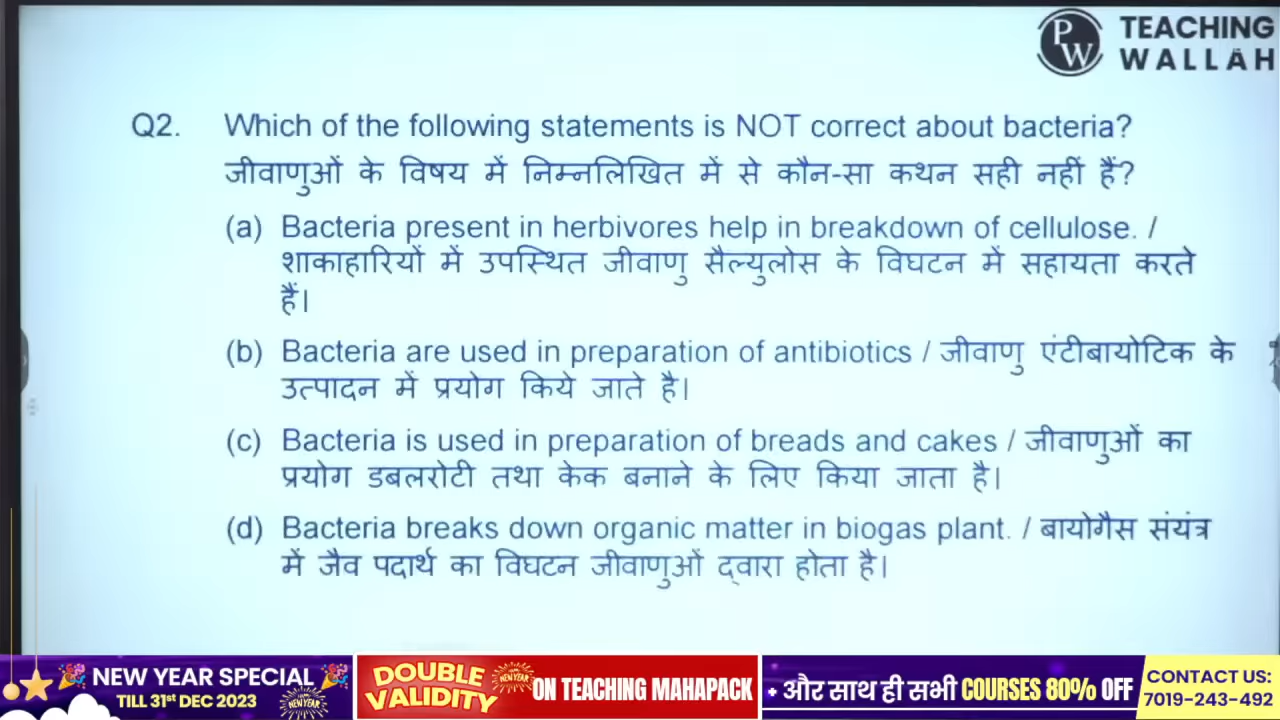 TEACHING
WALLAH
PW
Q2. Which of the following statements is NOT correct about bacteria?
जीवाणुओं के विषय में निम्नलिखित में से कौन-सा कथन सही नहीं हैं?
(a) Bacteria present in herbivores help in breakdown of cellulose. /
शाकाहारियों में उपस्थित जीवाणु सैल्युलोस के विघटन में सहायता करते
हैं।
(b) Bacteria are used in preparation of antibiotics / जीवाणु एंटीबायोटिक के
उत्पादन में प्रयोग किये जाते है।
(c) Bacteria is used in preparation of breads and cakes / जीवाणुओं का
प्रयोग डबलरोटी तथा केक बनाने के लिए किया जाता है।
(d) Bacteria breaks down organic matter in biogas plant. / बायोगैस संयंत्र
में जैव पदार्थ का विघटन जीवाणुओं द्वारा होता है।
NEW YEAR SPECIAL
TILL 31st DEC 2023
DOUBLE
VALIDITY
ON TEACHING MAHAPACK
+ और साथ ही सभी COURSES 80% OFF
CONTACT US:
7019-243-492